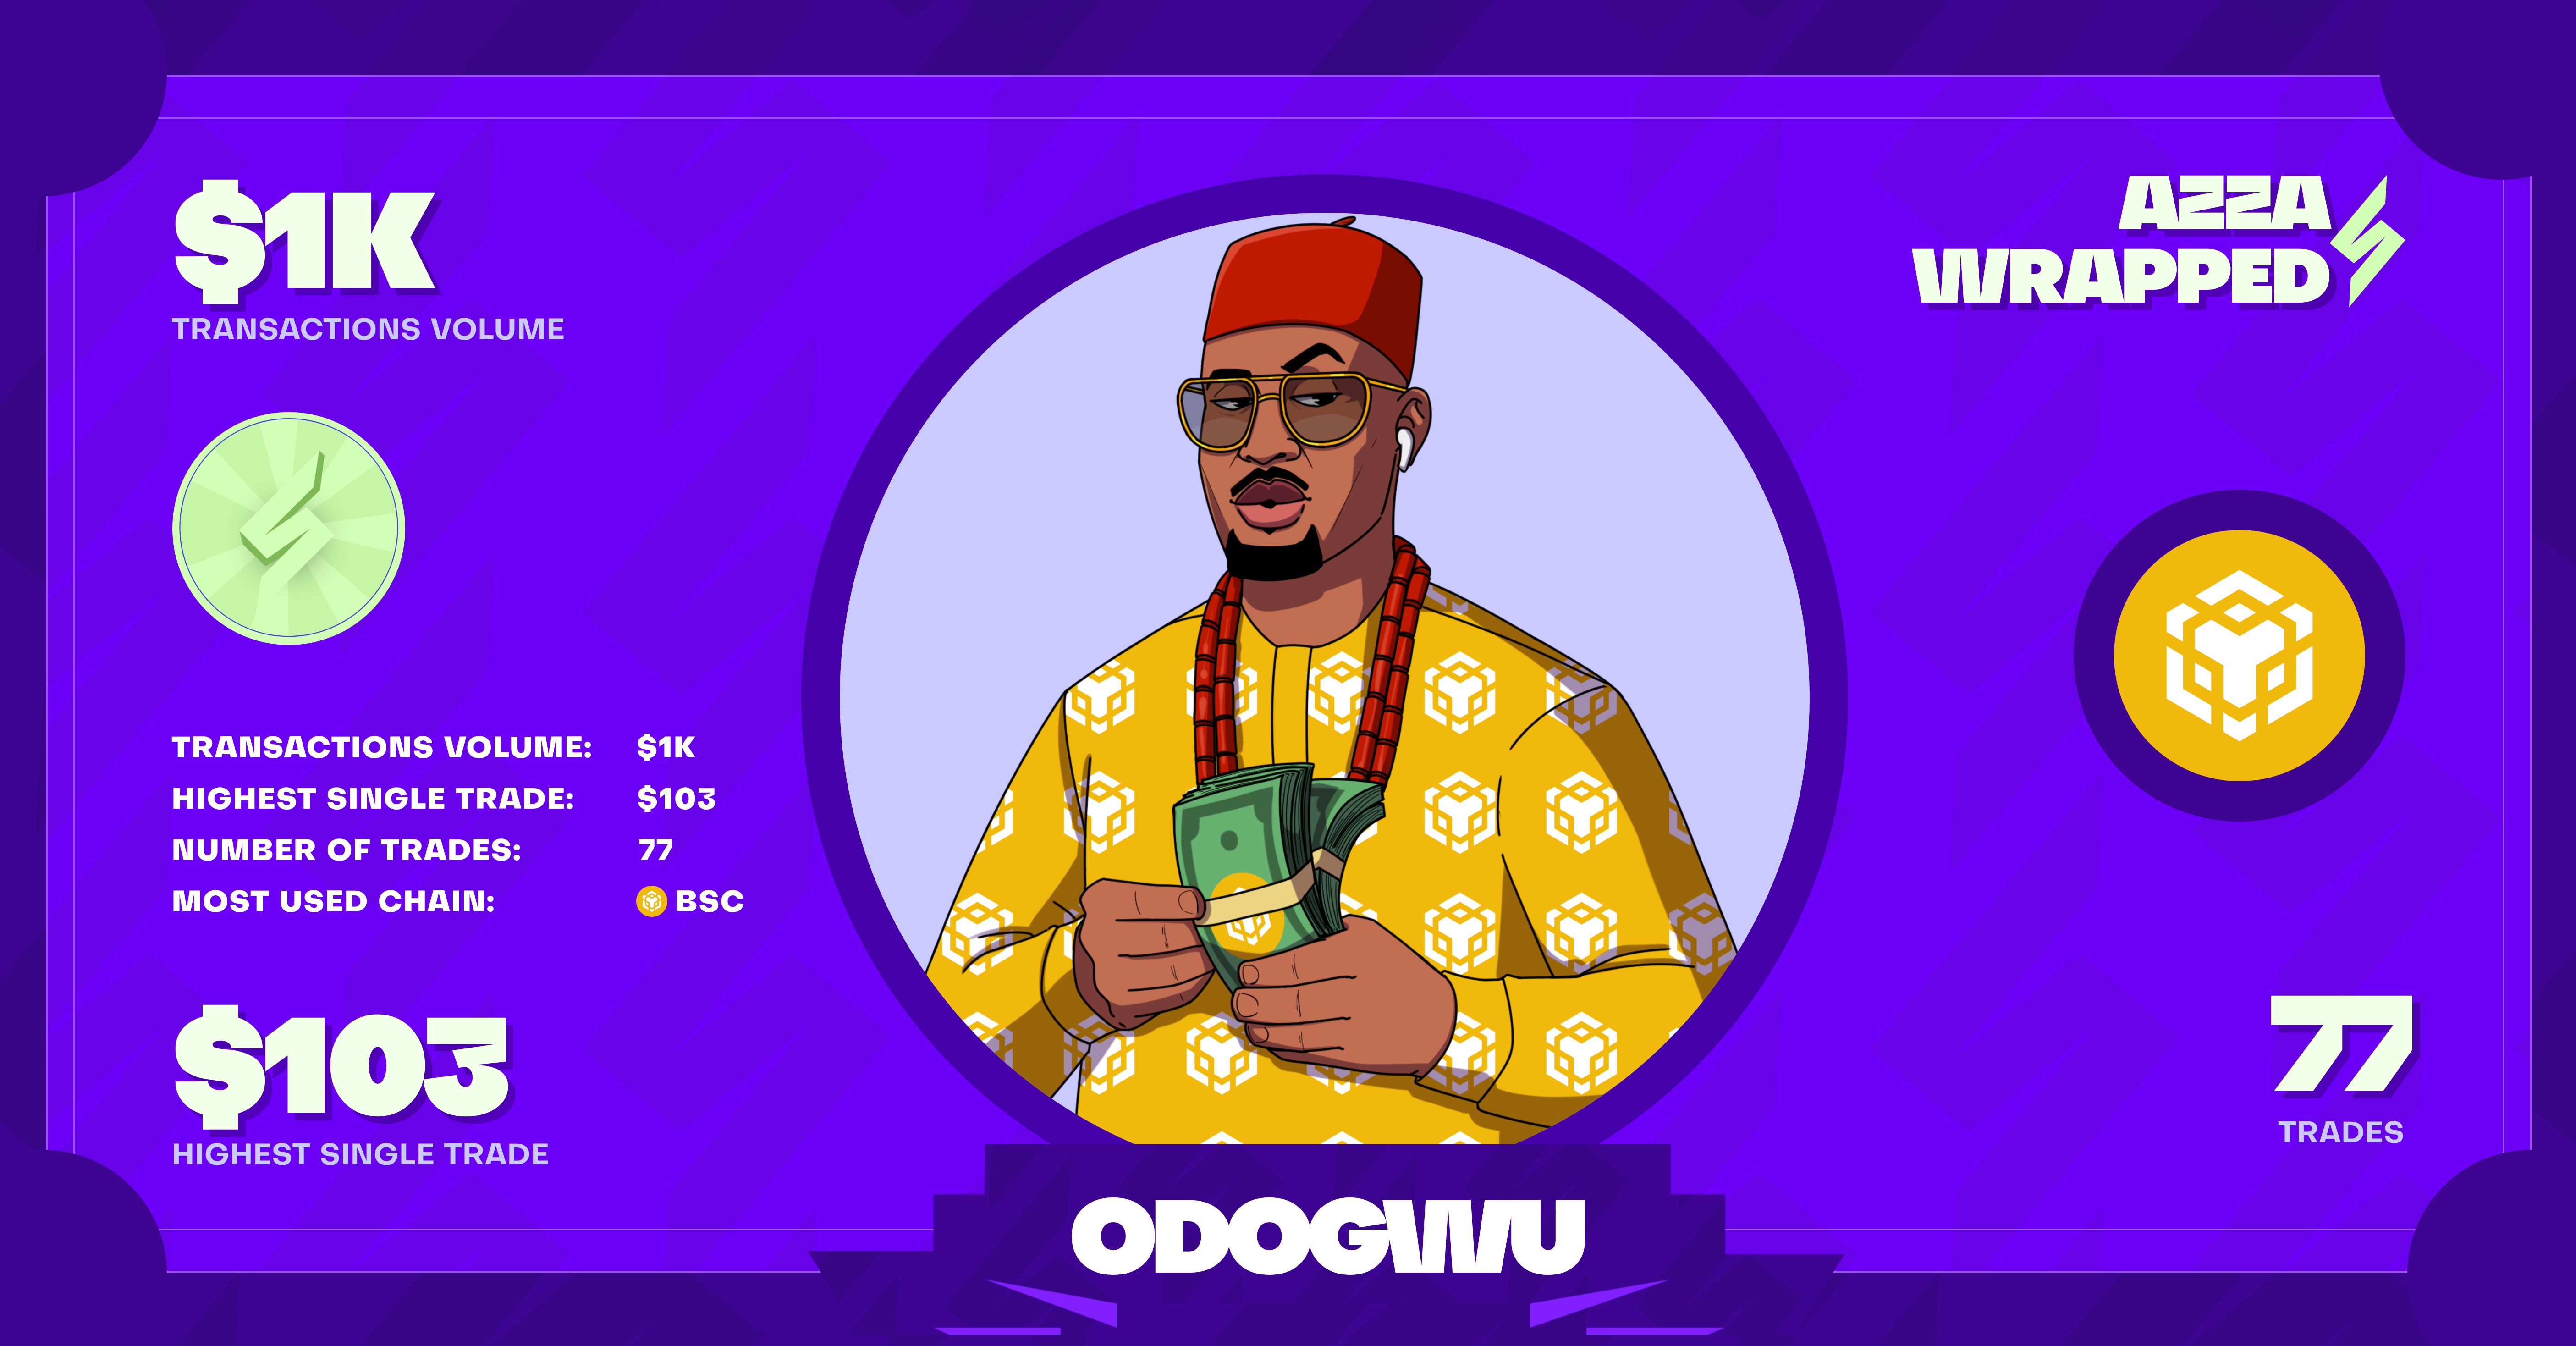 $1K
TRANSACTIONS VOLUME
AZZA
WRAPPED
TRANSACTIONS VOLUME: $1K
HIGHEST SINGLE TRADE: $103
NUMBER OF TRADES: 77
MOST USED CHAIN: BSC
$103
HIGHEST SINGLE TRADE
77
TRADES
ODOGWU